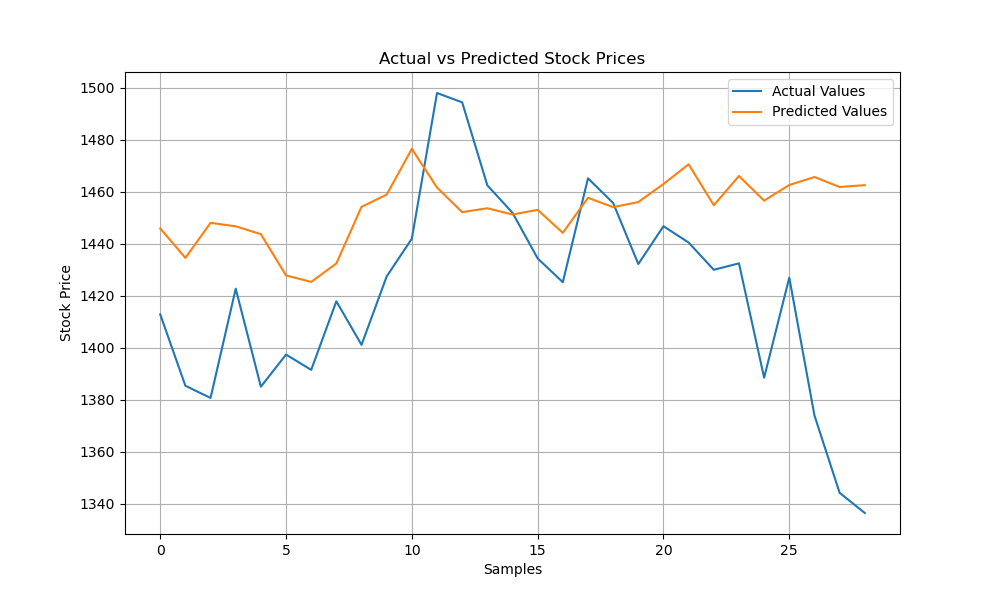 Actual vs Predicted Stock Prices
Actual Values
Predicted Values
Stock Price
1500
1480
1460
1440
1420
1400
1380
1360
1340
0 5 10 15 20 25
Samples